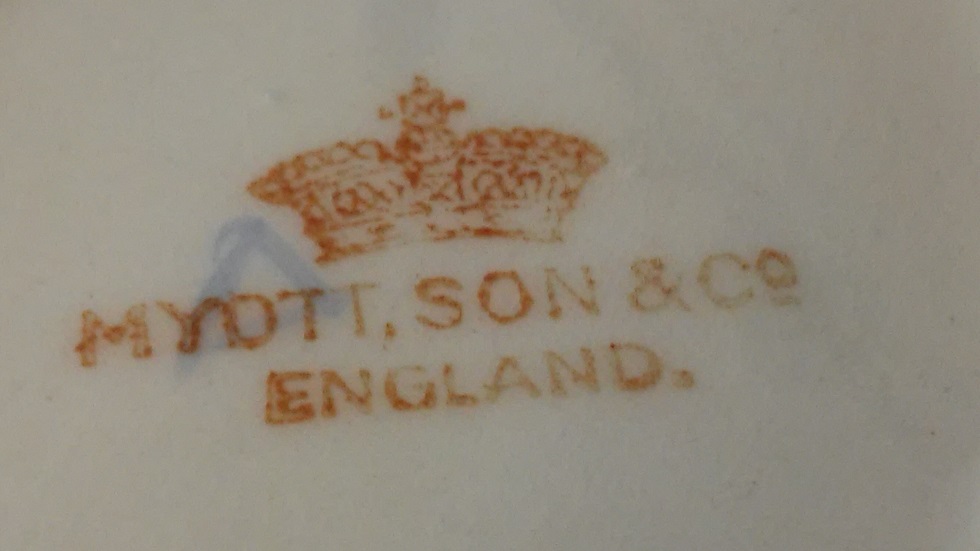 MYOTT, SON & Cº
ENGLAND.